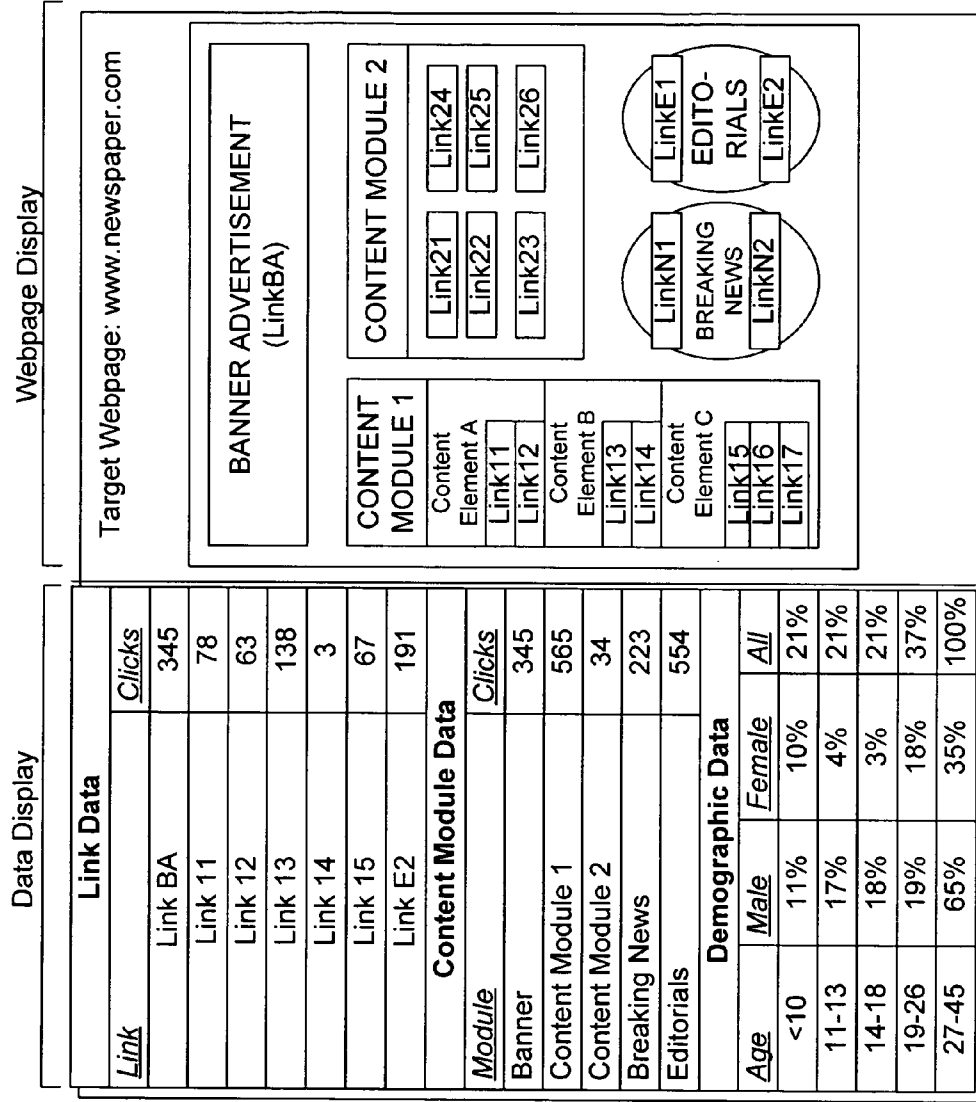 Data Display
Link Data
Link Clicks
Link BA 345
Link 11 78
Link 12 63
Link 13 138
Link 14 3
Link 15 67
Link E2 191
Content Module Data
Module Clicks
Banner 345
Content Module 1 565
Content Module 2 34
Breaking News 223
Editorials 554
Demographic Data
Age Male Female All
<10 11% 10% 21%
11-13 17% 4% 21%
14-18 18% 3% 21%
19-26 19% 18% 37%
27-45 65% 35% 100%
Webpage Display
Target Webpage: www.newspaper.com
BANNER ADVERTISEMENT
(LinkBA)
CONTENT
MODULE 1
Content
Element A
Link11
Link12
Content
Element B
Link13
Link14
Content
Element C
Link15
Link16
Link17
CONTENT MODULE 2
Link21 Link24
Link22 Link25
Link23 Link26
LinkN1
BREAKING
NEWS
LinkN2
LinkE1
EDITO-
RIALS
LinkE2